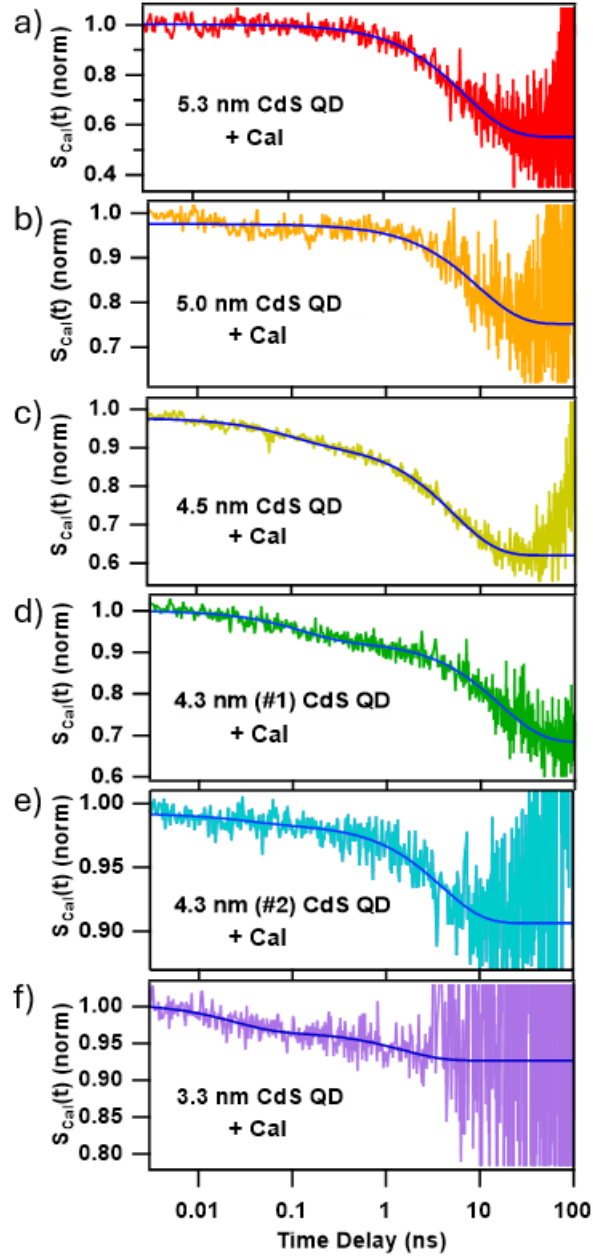 a)
S_Cal(t) (norm)
1.0
0.8
0.6
0.4
5.3 nm CdS QD
+ Cal
b)
S_Cal(t) (norm)
1.0
0.9
0.8
0.7
5.0 nm CdS QD
+ Cal
c)
S_Cal(t) (norm)
1.0
0.9
0.8
0.7
0.6
4.5 nm CdS QD
+ Cal
d)
S_Cal(t) (norm)
1.0
0.9
0.8
0.7
0.6
4.3 nm (#1) CdS QD
+ Cal
e)
S_Cal(t) (norm)
1.00
0.95
0.90
4.3 nm (#2) CdS QD
+ Cal
f)
S_Cal(t) (norm)
1.00
0.95
0.90
0.85
0.80
3.3 nm CdS QD
+ Cal
0.01 0.1 1 10 100
Time Delay (ns)